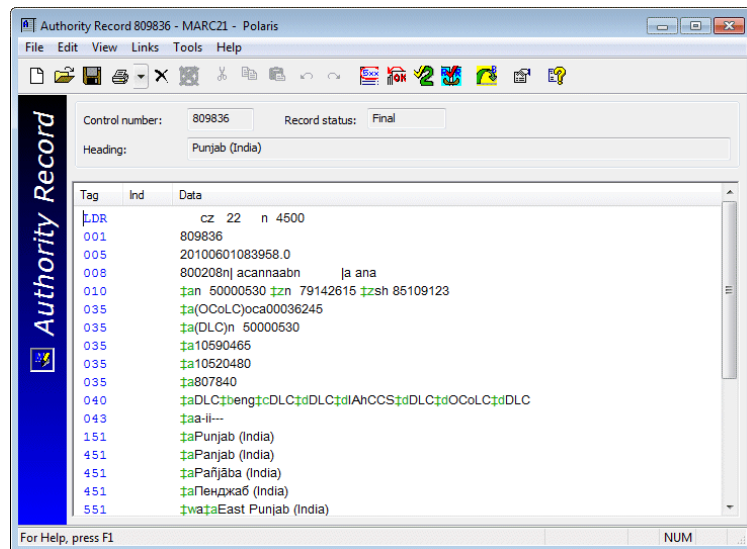 Authority Record 809836 - MARC21 - Polaris
File Edit View Links Tools Help
Authority Record
Control number: 809836 Record status: Final
Heading: Punjab (India)
Tag Ind Data
LDR cz 22 n 4500
001 809836
005 20100601083958.0
008 800208n| acannaabn |a ana
010 ‡an 50000530 ‡zn 79142615 ‡zsh 85109123
035 ‡a(OCoLC)oca00036245
035 ‡a(DLC)n 50000530
035 ‡a10590465
035 ‡a10520480
035 ‡a807840
040 ‡aDLC‡beng‡cDLC‡dDLC‡dIAhCCS‡dDLC‡dOCoLC‡dDLC
043 ‡aa-ii---
151 ‡aPunjab (India)
451 ‡aPanjab (India)
451 ‡aPañjāba (India)
451 ‡aПенджаб (India)
551 ‡wa‡aEast Punjab (India)
For Help, press F1 NUM